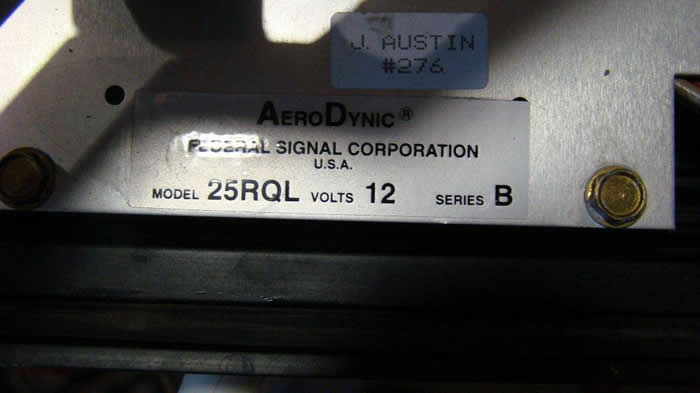 J. AUSTIN
#276
AERODYNIC®
FEDERAL SIGNAL CORPORATION
U.S.A.
MODEL 25RQL VOLTS 12 SERIES B